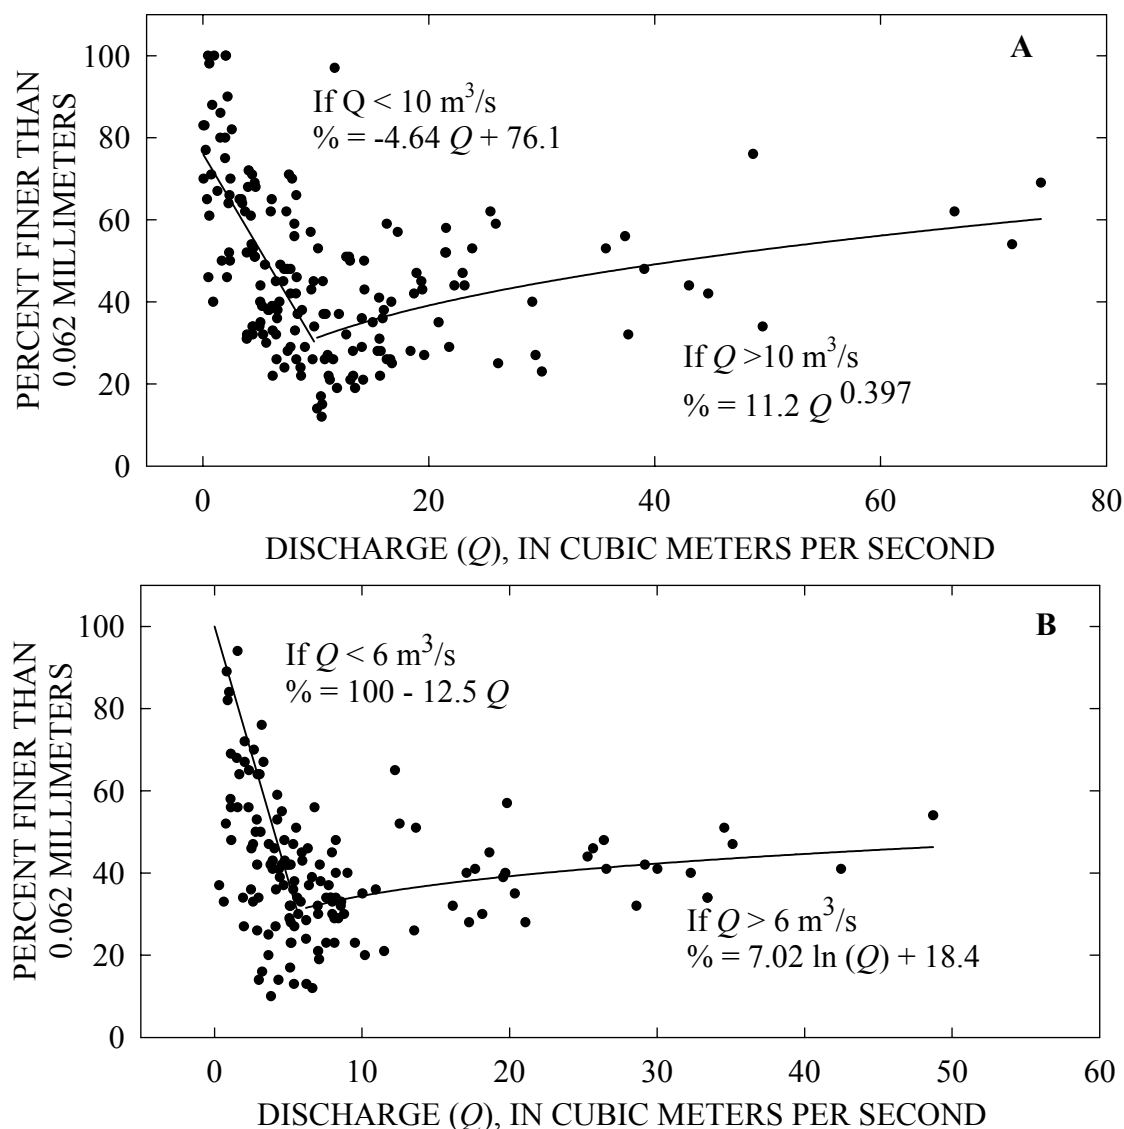 A
100
80
60
40
20
0
PERCENT FINER THAN
0.062 MILLIMETERS
If Q < 10 m³/s
% = -4.64 Q + 76.1
If Q >10 m³/s
% = 11.2 Q^0.397
0 20 40 60 80
DISCHARGE (Q), IN CUBIC METERS PER SECOND
B
100
80
60
40
20
0
PERCENT FINER THAN
0.062 MILLIMETERS
If Q < 6 m³/s
% = 100 - 12.5 Q
If Q > 6 m³/s
% = 7.02 ln (Q) + 18.4
0 10 20 30 40 50 60
DISCHARGE (Q), IN CUBIC METERS PER SECOND